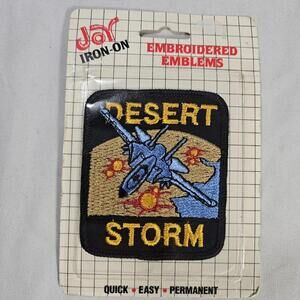 JOY
IRON-ON
EMBROIDERED
EMBLEMS
DESERT
STORM
QUICK • EASY • PERMANENT